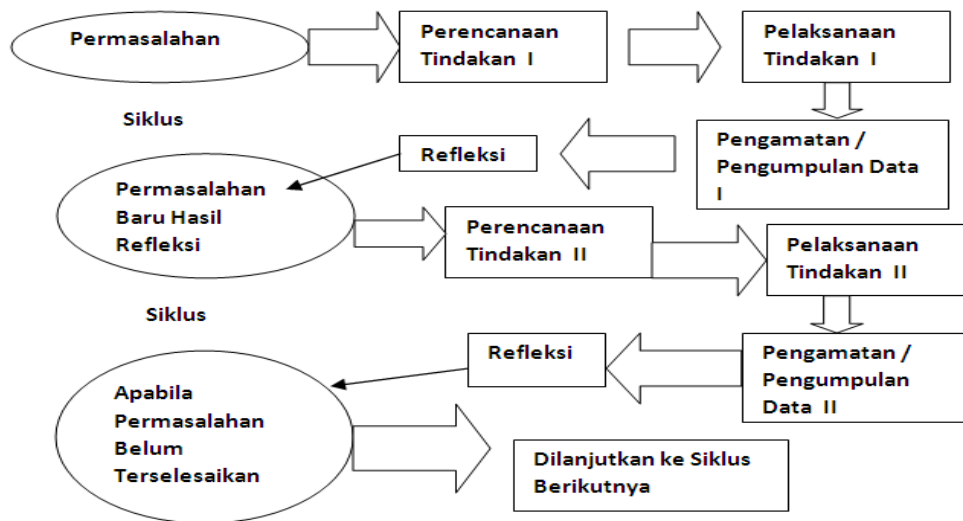 Permasalahan
Perencanaan
Tindakan I
Pelaksanaan
Tindakan I
Siklus
Pengamatan /
Pengumpulan Data
I
Refleksi
Permasalahan
Baru Hasil
Refleksi
Perencanaan
Tindakan II
Pelaksanaan
Tindakan II
Siklus
Pengamatan /
Pengumpulan
Data II
Refleksi
Apabila
Permasalahan
Belum
Terselesaikan
Dilanjutkan ke Siklus
Berikutnya